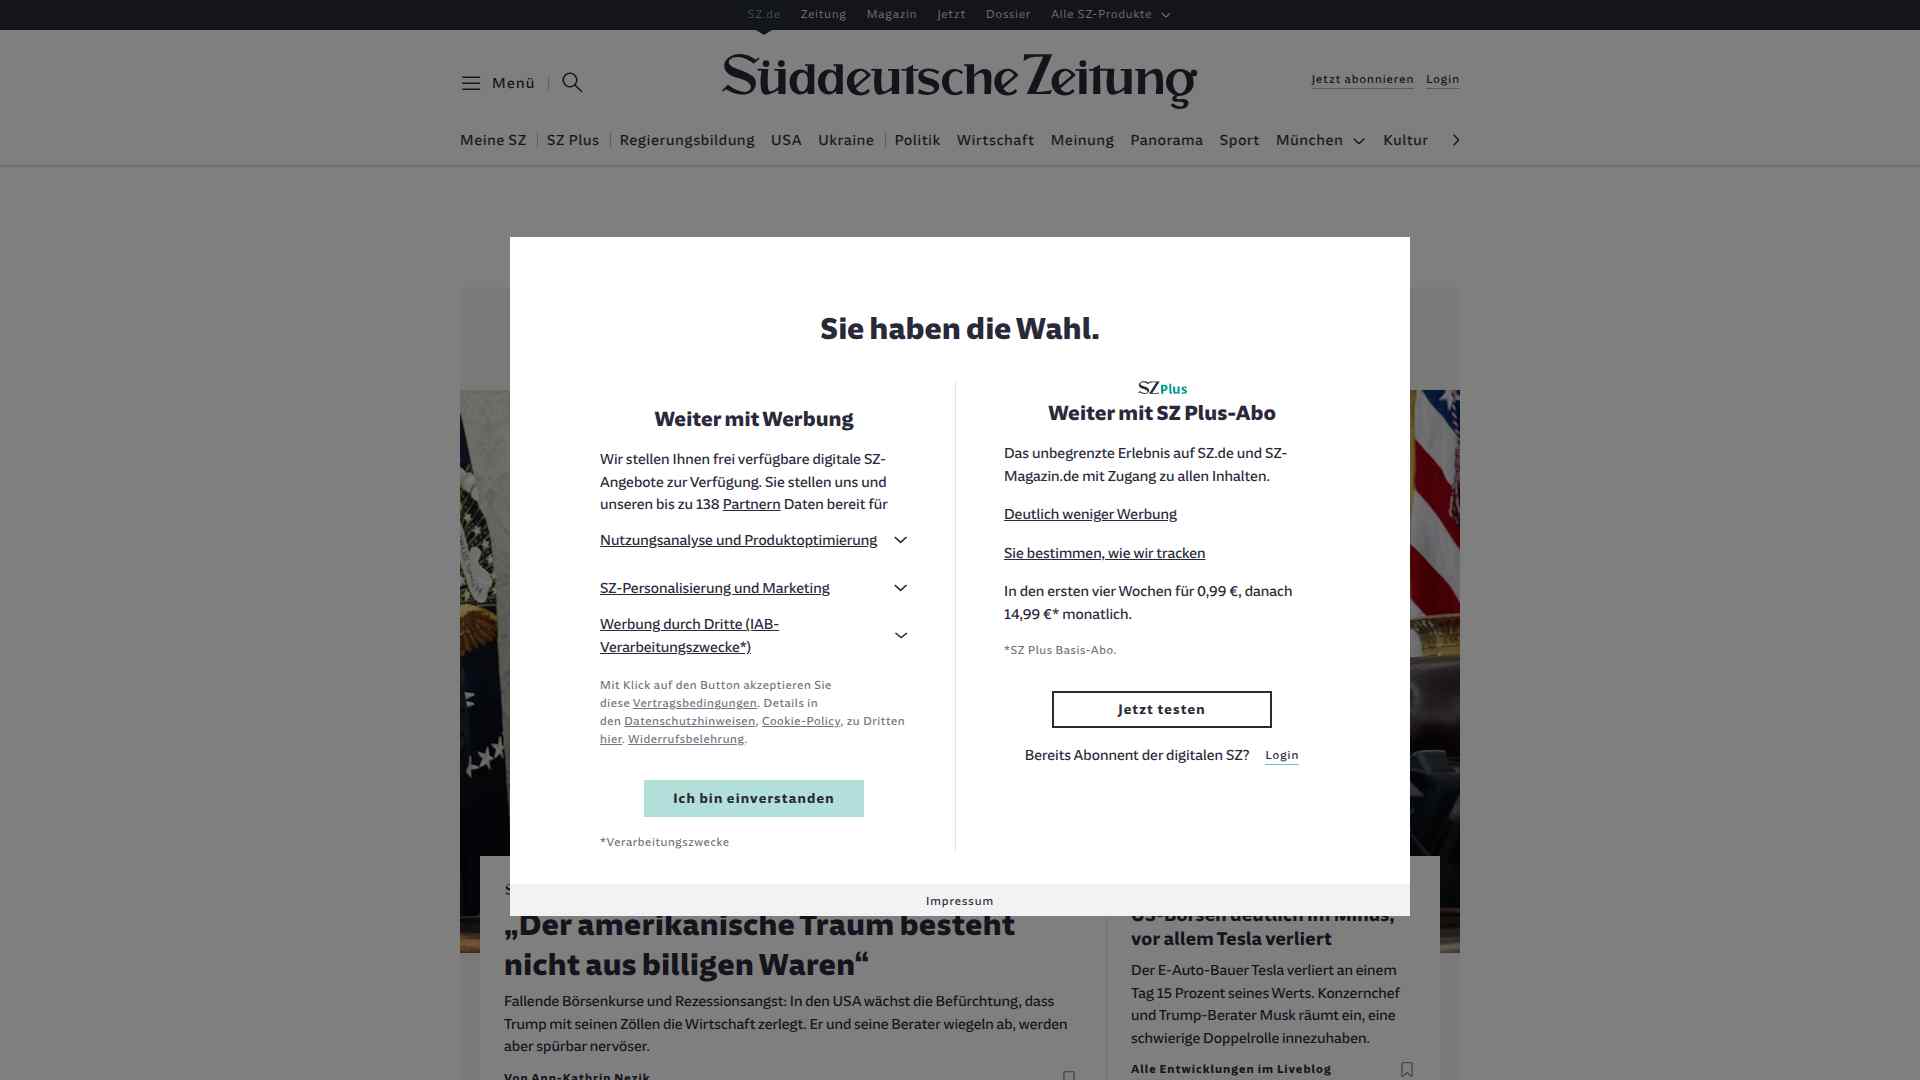 SZ.de Zeitung Magazin Jetzt Dossier Alle SZ-Produkte
Menü
Süddeutsche Zeitung
Jetzt abonnieren Login
Meine SZ SZ Plus Regierungsbildung USA Ukraine Politik Wirtschaft Meinung Panorama Sport München Kultur
Sie haben die Wahl.
Weiter mit Werbung
Wir stellen Ihnen frei verfügbare digitale SZ-
Angebote zur Verfügung. Sie stellen uns und
unseren bis zu 138 Partnern Daten bereit für
Nutzungsanalyse und Produktoptimierung
SZ-Personalisierung und Marketing
Werbung durch Dritte (IAB-
Verarbeitungszwecke*)
Mit Klick auf den Button akzeptieren Sie
diese Vertragsbedingungen. Details in
den Datenschutzhinweisen, Cookie-Policy, zu Dritten
hier. Widerrufsbelehrung.
Ich bin einverstanden
*Verarbeitungszwecke
SZ Plus
Weiter mit SZ Plus-Abo
Das unbegrenzte Erlebnis auf SZ.de und SZ-
Magazin.de mit Zugang zu allen Inhalten.
Deutlich weniger Werbung
Sie bestimmen, wie wir tracken
In den ersten vier Wochen für 0,99 €, danach
14,99 €* monatlich.
*SZ Plus Basis-Abo.
Jetzt testen
Bereits Abonnent der digitalen SZ? Login
Impressum
„Der amerikanische Traum besteht
nicht aus billigen Waren“
Fallende Börsenkurse und Rezessionsangst: In den USA wächst die Befürchtung, dass
Trump mit seinen Zöllen die Wirtschaft zerlegt. Er und seine Berater wiegeln ab, werden
aber spürbar nervöser.
Von Ann-Kathrin Nezik
US-Börsen deutlich im Minus,
vor allem Tesla verliert
Der E-Auto-Bauer Tesla verliert an einem
Tag 15 Prozent seines Werts. Konzernchef
und Trump-Berater Musk räumt ein, eine
schwierige Doppelrolle innezuhaben.
Alle Entwicklungen im Liveblog